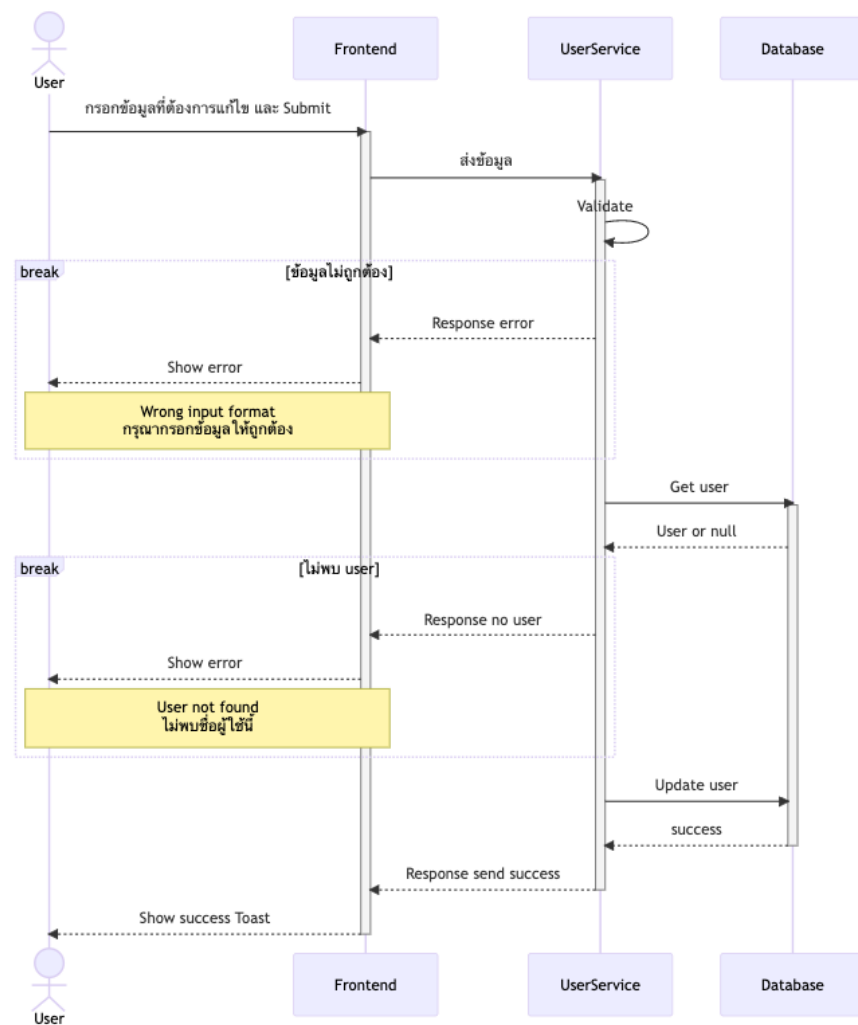 User
Frontend
UserService
Database
กรอกข้อมูลที่ต้องการแก้ไข และ Submit
ส่งข้อมูล
Validate
break
[ข้อมูลไม่ถูกต้อง]
Response error
Show error
Wrong input format
กรุณากรอกข้อมูลให้ถูกต้อง
Get user
User or null
break
[ไม่พบ user]
Response no user
Show error
User not found
ไม่พบชื่อผู้ใช้นี้
Update user
success
Response send success
Show success Toast
User
Frontend
UserService
Database